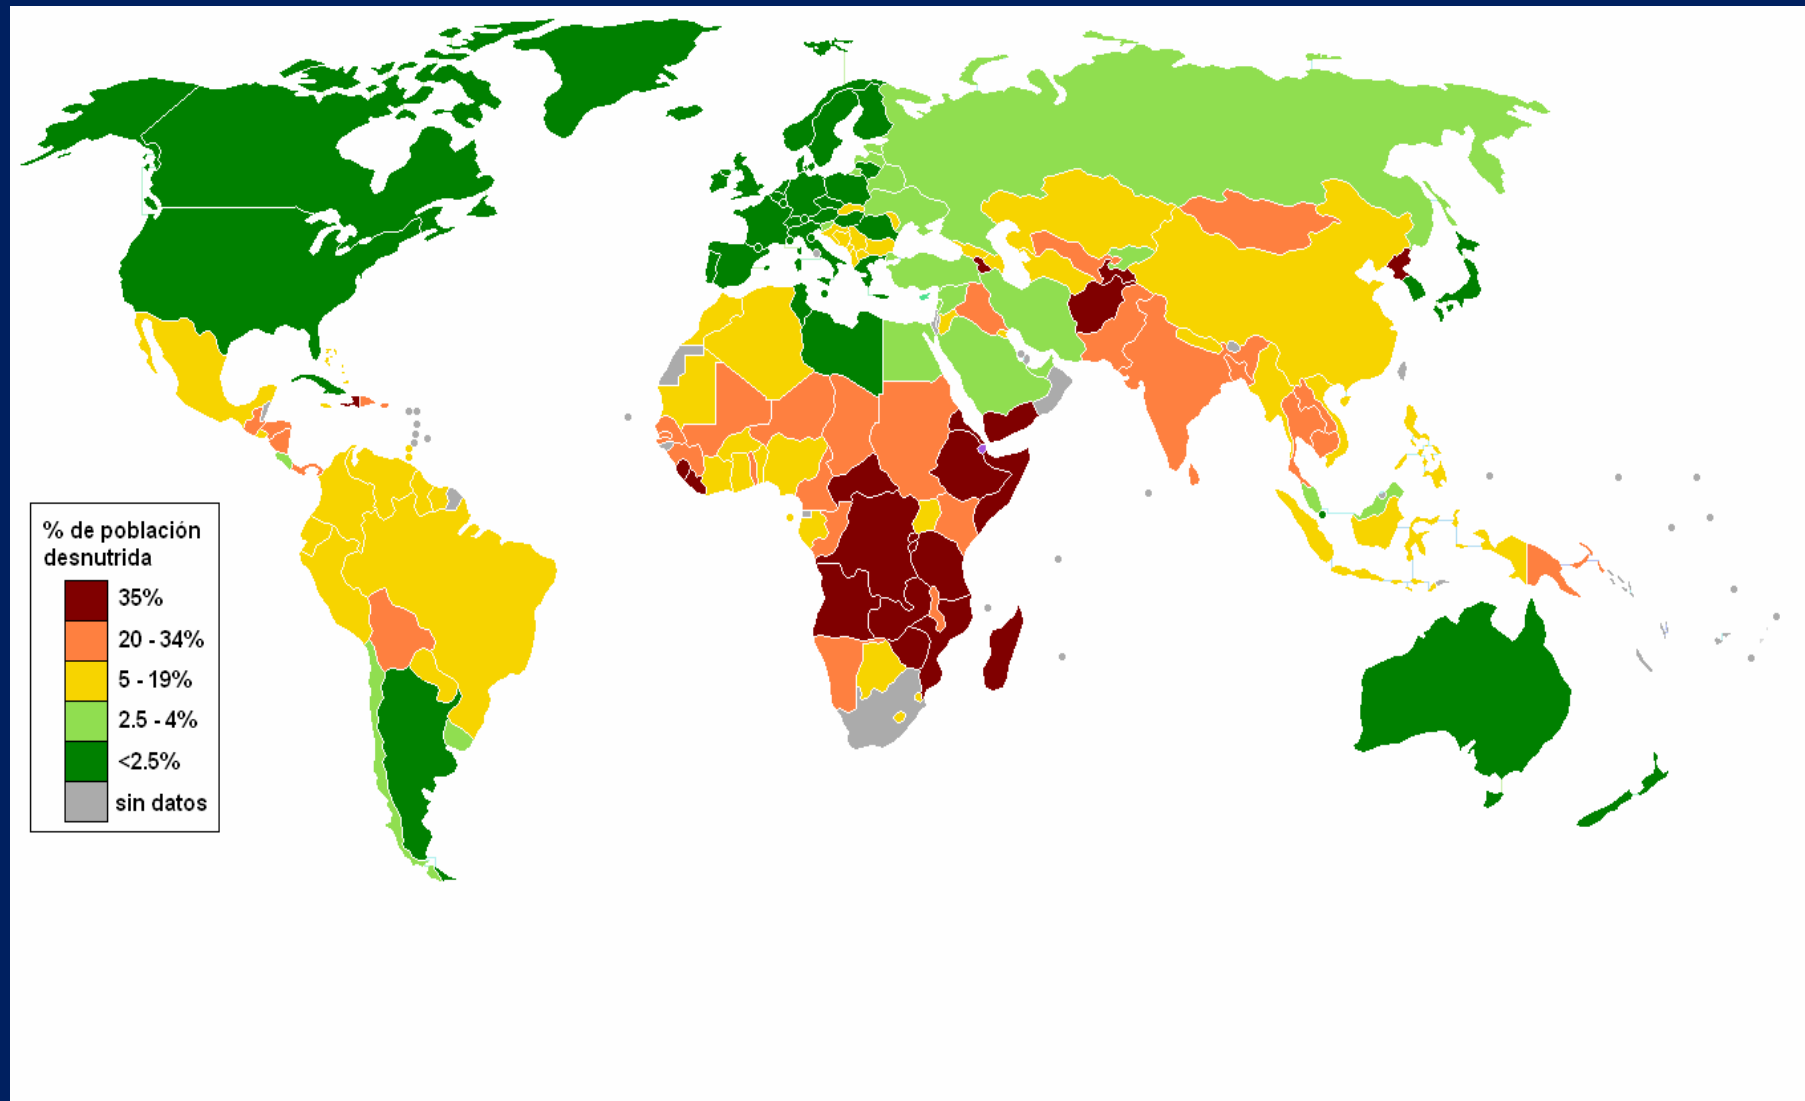 % de población
desnutrida
35%
20 - 34%
5 - 19%
2.5 - 4%
<2.5%
sin datos